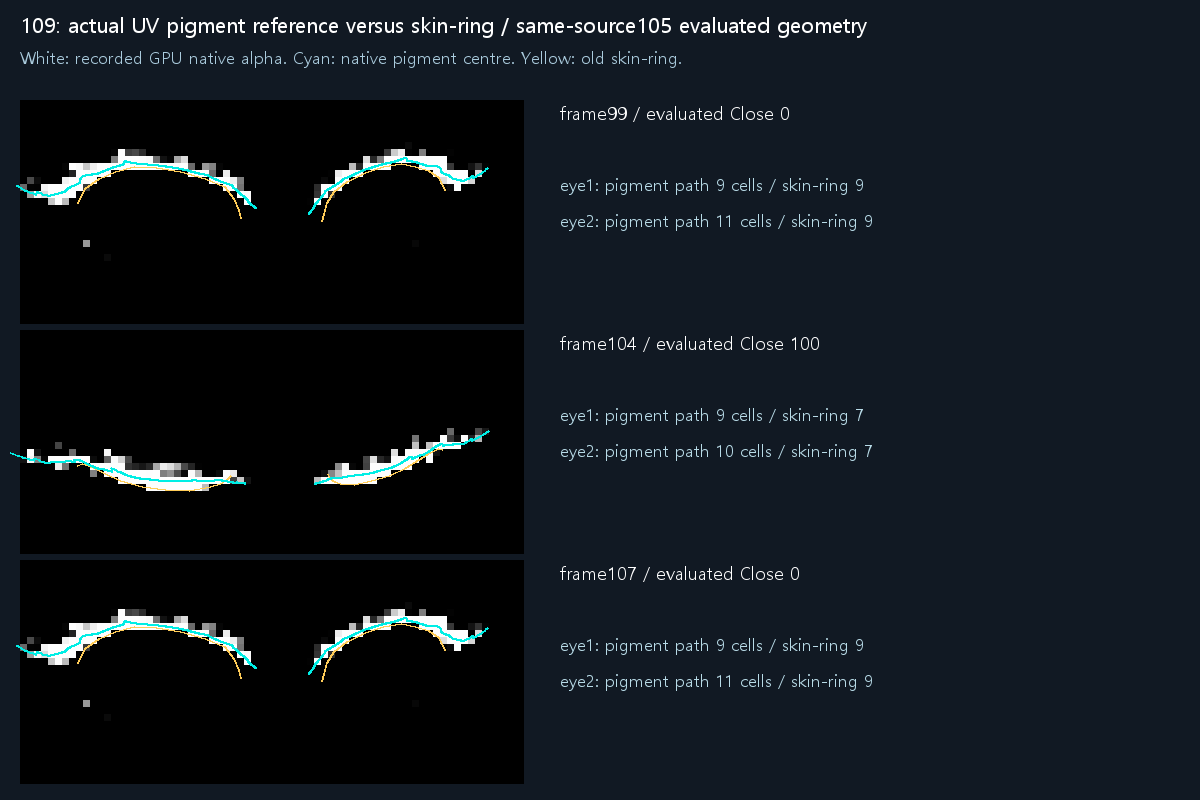 109: actual UV pigment reference versus skin-ring / same-source105 evaluated geometry
White: recorded GPU native alpha. Cyan: native pigment centre. Yellow: old skin-ring.
frame99 / evaluated Close 0
eye1: pigment path 9 cells / skin-ring 9
eye2: pigment path 11 cells / skin-ring 9
frame104 / evaluated Close 100
eye1: pigment path 9 cells / skin-ring 7
eye2: pigment path 10 cells / skin-ring 7
frame107 / evaluated Close 0
eye1: pigment path 9 cells / skin-ring 9
eye2: pigment path 11 cells / skin-ring 9